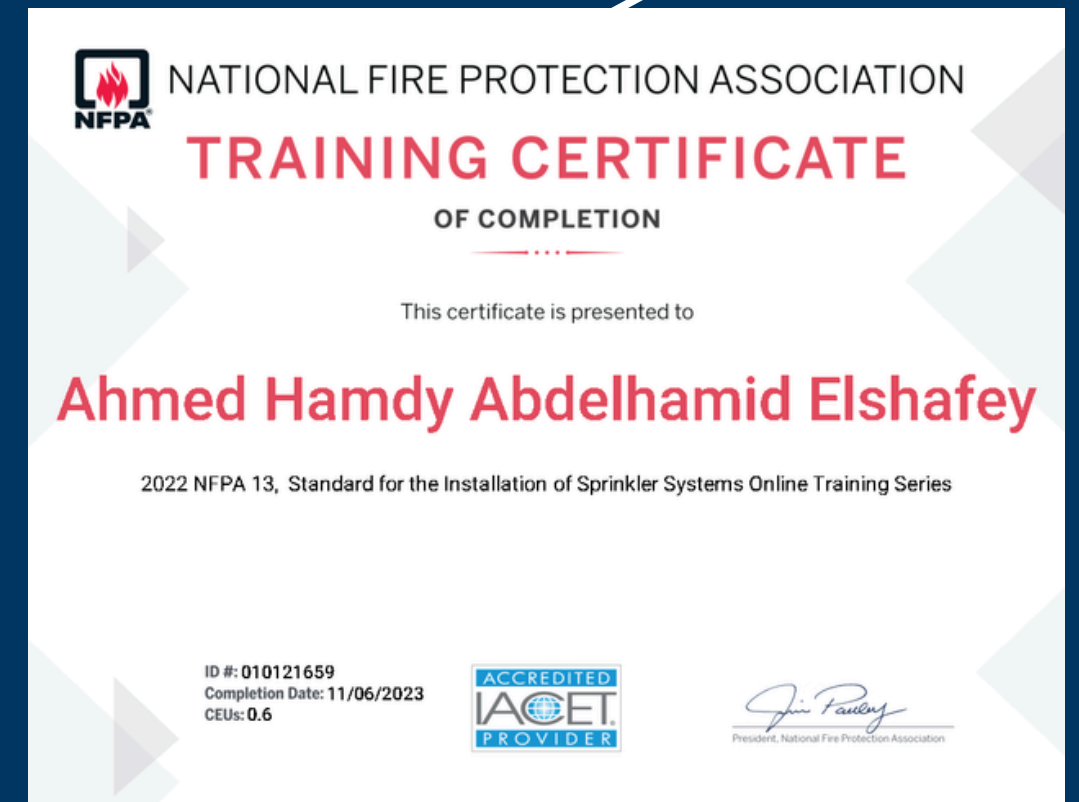 NFPA
NATIONAL FIRE PROTECTION ASSOCIATION
TRAINING CERTIFICATE
OF COMPLETION
This certificate is presented to
Ahmed Hamdy Abdelhamid Elshafey
2022 NFPA 13, Standard for the Installation of Sprinkler Systems Online Training Series
ID #: 010121659
Completion Date: 11/06/2023
CEUs: 0.6
ACCREDITED
IACET
PROVIDER
Jim Pauley
President, National Fire Protection Association